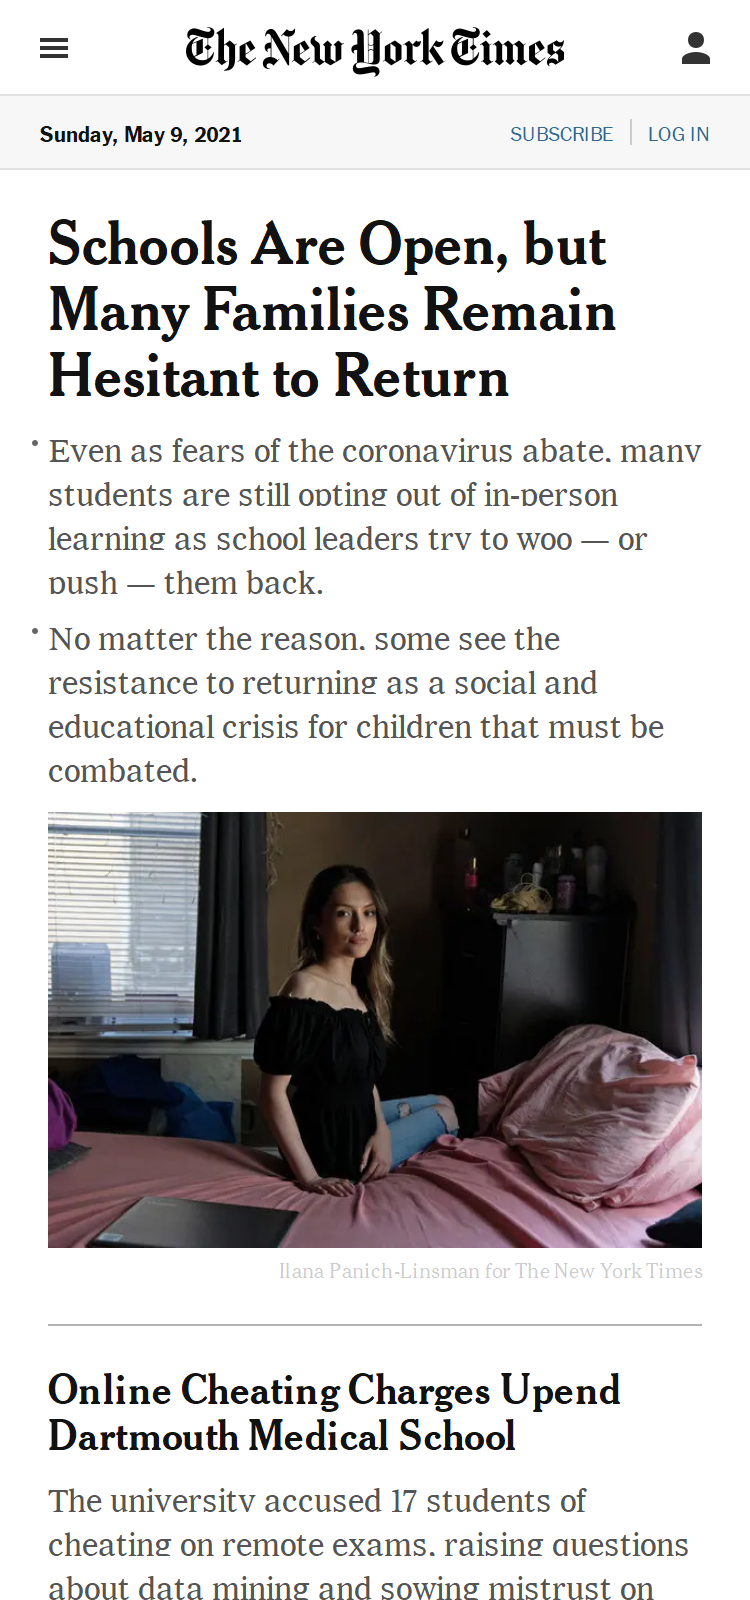 The New York Times
Sunday, May 9, 2021
SUBSCRIBE
LOG IN
Schools Are Open, but
Many Families Remain
Hesitant to Return
Even as fears of the coronavirus abate, many
students are still opting out of in-person
learning as school leaders try to woo — or
push — them back.
No matter the reason, some see the
resistance to returning as a social and
educational crisis for children that must be
combated.
Ilana Panich-Linsman for The New York Times
Online Cheating Charges Upend
Dartmouth Medical School
The university accused 17 students of
cheating on remote exams, raising questions
about data mining and sowing mistrust on